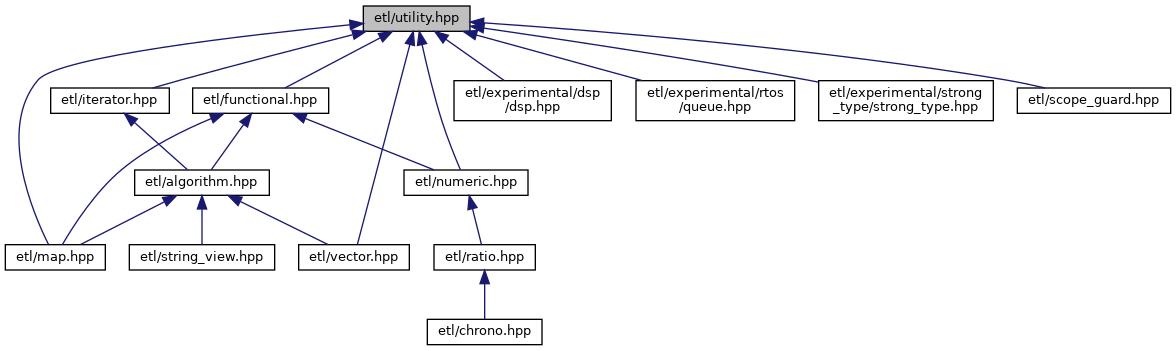 etl/utility.hpp
etl/iterator.hpp
etl/functional.hpp
etl/experimental/dsp
/dsp.hpp
etl/experimental/rtos
/queue.hpp
etl/experimental/strong
_type/strong_type.hpp
etl/scope_guard.hpp
etl/algorithm.hpp
etl/numeric.hpp
etl/map.hpp
etl/string_view.hpp
etl/vector.hpp
etl/ratio.hpp
etl/chrono.hpp